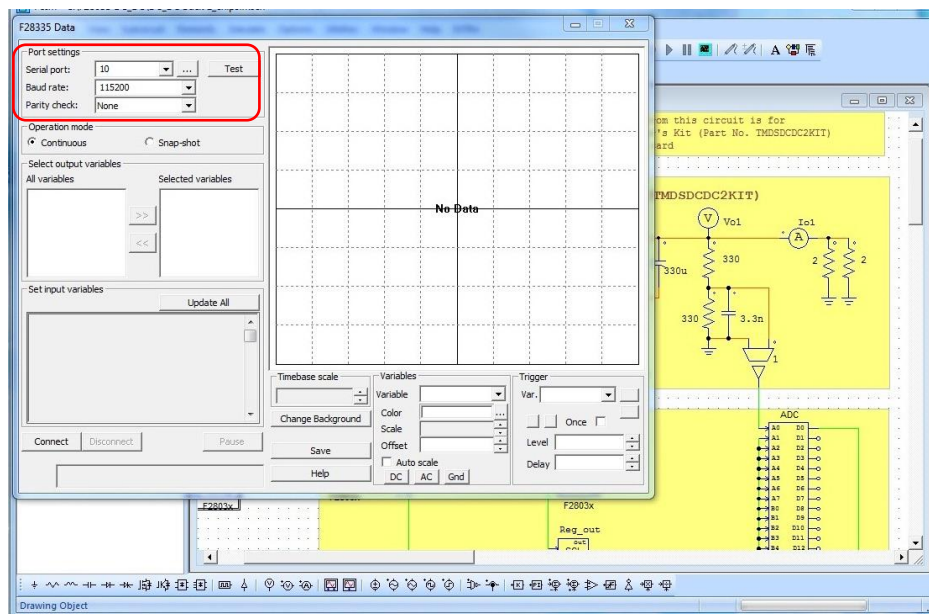 F28335 Data
Port settings
Serial port: 10 ... Test
Baud rate: 115200
Parity check: None
Operation mode
Continuous Snap-shot
Select output variables
All variables Selected variables
>>
<<
Set input variables
Update All
Connect Disconnect Pause
No Data
Timebase scale
Change Background
Save
Help
Variables
Variable
Color ...
Scale
Offset
Auto scale
DC AC Gnd
Trigger
Var.
Once
Level
Delay
om this circuit is for
's Kit (Part No. TMDSDCDC2KIT)
ard
TMDSDCDC2KIT)
V Vo1
Io1
A
330u
330
2 2
330
3.3n
1
ADC
A0 D0
A1 D1
A2 D2
A3 D3
A4 D4
A5 D5
A6 D6
A7 D7
B0 D8
B1 D9
B2 D10
B3 D11
B4 D12
F2803x
F2803x
Reg_out
out
Drawing Object